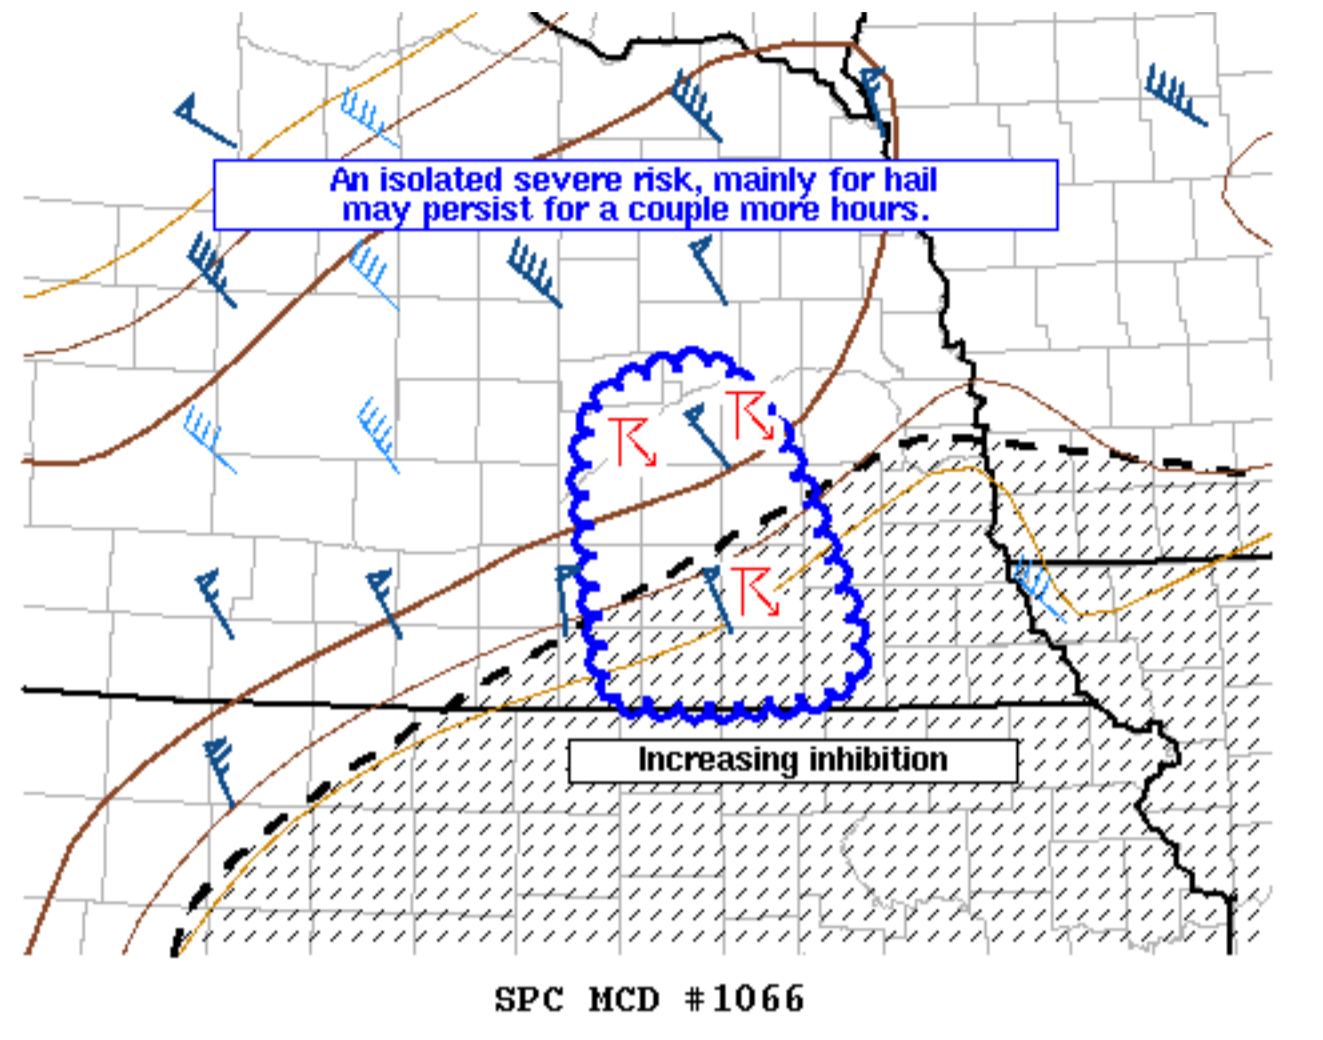 An isolated severe risk, mainly for hail
may persist for a couple more hours.
Increasing inhibition
SPC MCD #1066